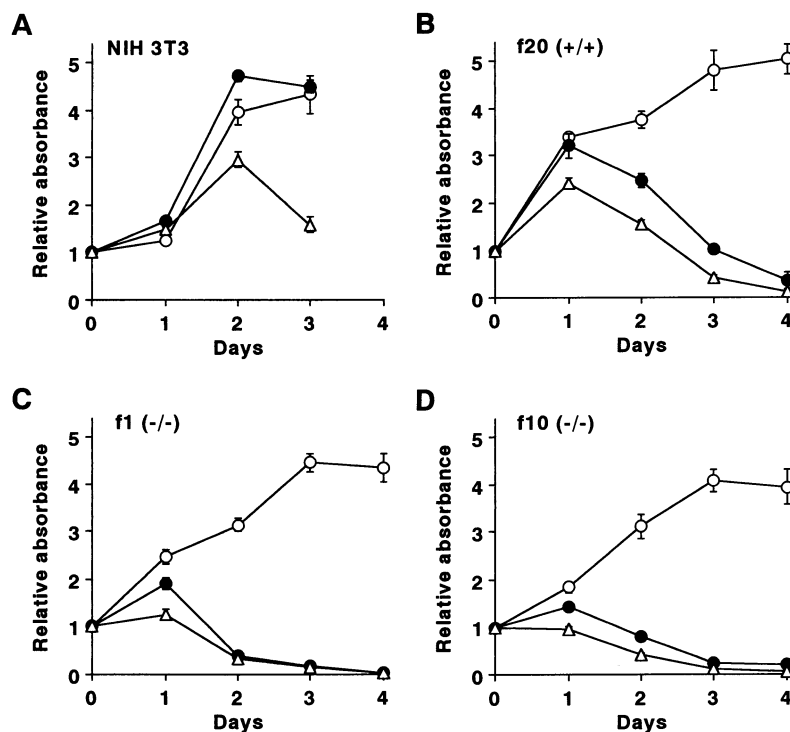 A
NIH 3T3
Relative absorbance
5
4
3
2
1
0
0 1 2 3 4
Days
B
f20 (+/+)
Relative absorbance
5
4
3
2
1
0
0 1 2 3 4
Days
C
f1 (-/-)
Relative absorbance
5
4
3
2
1
0
0 1 2 3 4
Days
D
f10 (-/-)
Relative absorbance
5
4
3
2
1
0
0 1 2 3 4
Days